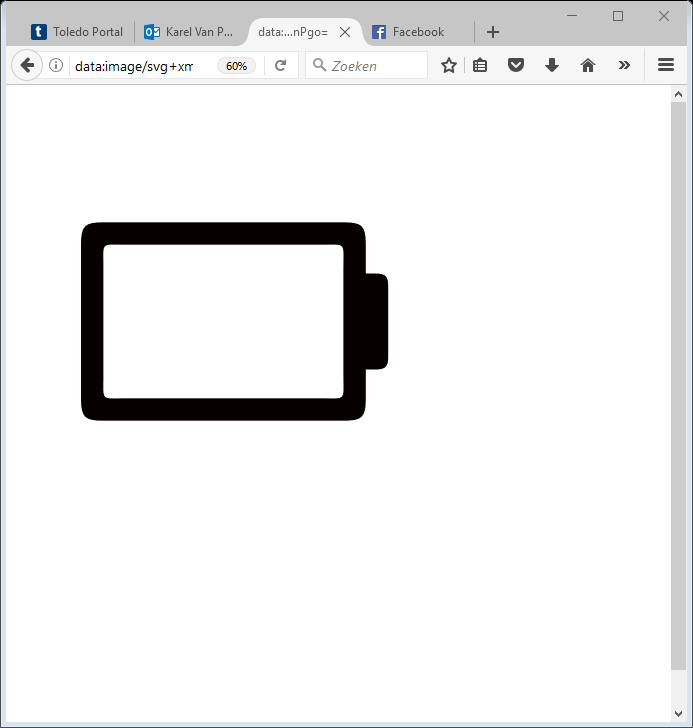 t Toledo Portal
Karel Van P...
data:...nPgo=
f Facebook
data:image/svg+xm
60%
Zoeken